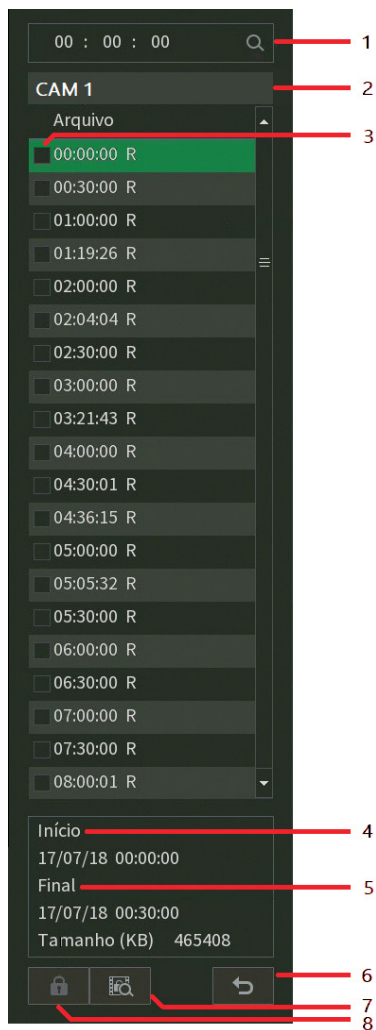 00 : 00 : 00 1
CAM 1 2
Arquivo
3
00:00:00 R
00:30:00 R
01:00:00 R
01:19:26 R
02:00:00 R
02:04:04 R
02:30:00 R
03:00:00 R
03:21:43 R
04:00:00 R
04:30:01 R
04:36:15 R
05:00:00 R
05:05:32 R
05:30:00 R
06:00:00 R
06:30:00 R
07:00:00 R
07:30:00 R
08:00:01 R
Início 4
17/07/18 00:00:00
Final 5
17/07/18 00:30:00
Tamanho (KB) 465408
6
7
8